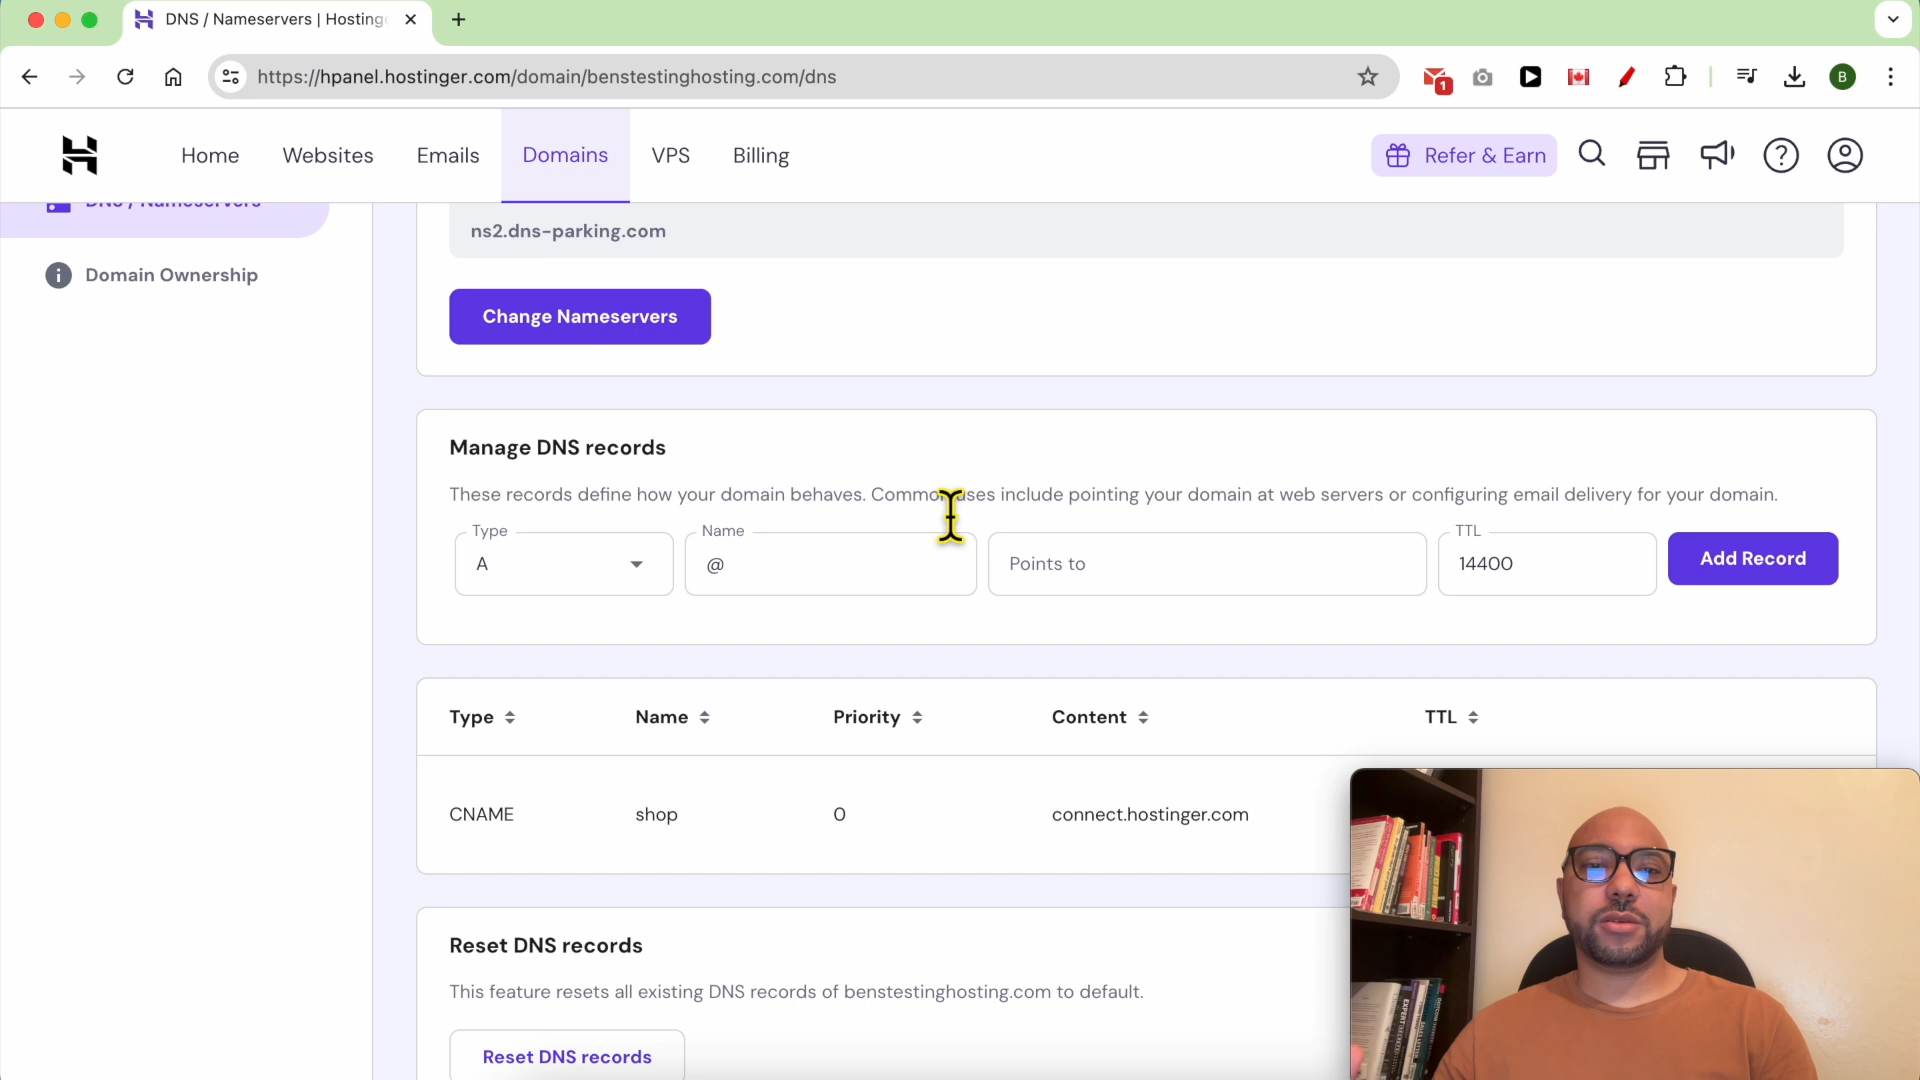 DNS / Nameservers | Hosting
https://hpanel.hostinger.com/domain/benstestinghosting.com/dns
1
B
Home
Websites
Emails
Domains
VPS
Billing
Refer & Earn
DNS / Nameservers
Domain Ownership
ns2.dns-parking.com
Change Nameservers
Manage DNS records
These records define how your domain behaves. Common uses include pointing your domain at web servers or configuring email delivery for your domain.
Type
A
Name
@
Points to
TTL
14400
Add Record
Type
Name
Priority
Content
TTL
CNAME
shop
0
connect.hostinger.com
Reset DNS records
This feature resets all existing DNS records of benstestinghosting.com to default.
Reset DNS records